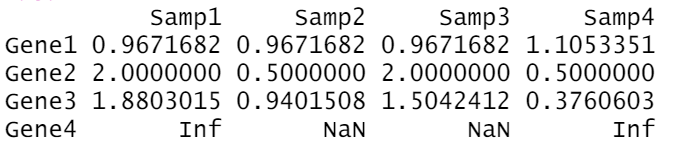 Samp1 Samp2 Samp3 Samp4
Gene1 0.9671682 0.9671682 0.9671682 1.1053351
Gene2 2.0000000 0.5000000 2.0000000 0.5000000
Gene3 1.8803015 0.9401508 1.5042412 0.3760603
Gene4 Inf NaN NaN Inf